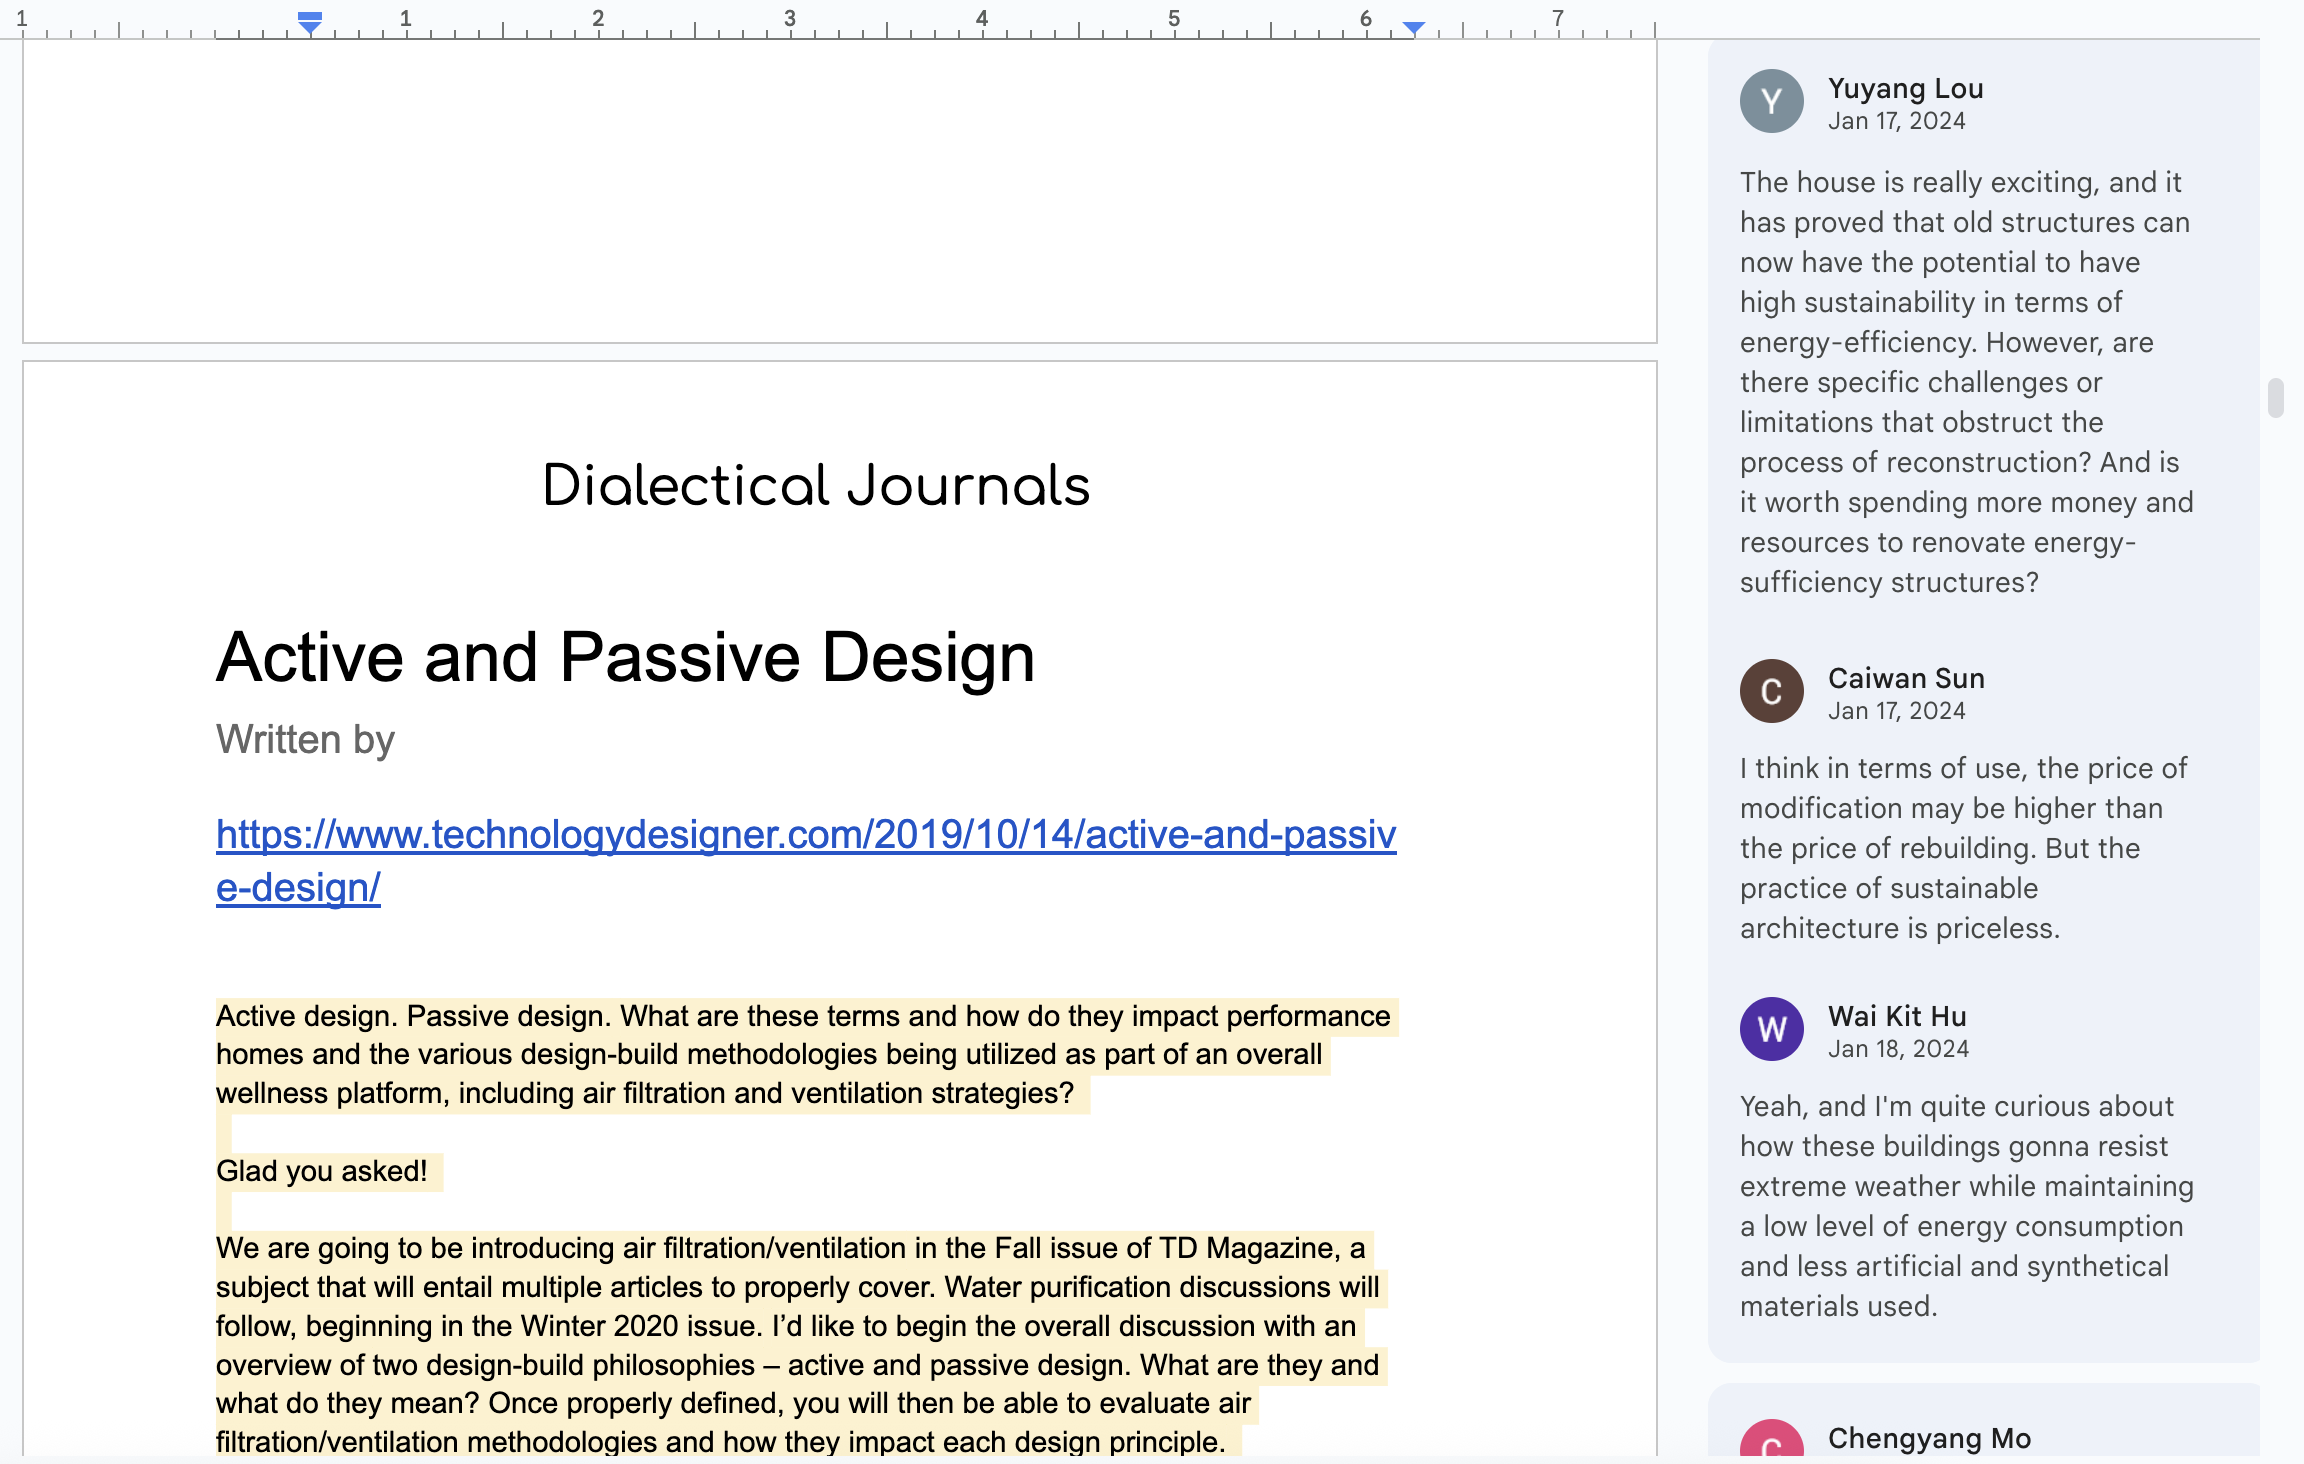 1 1 2 3 4 5 6 7
Dialectical Journals
Active and Passive Design
Written by
https://www.technologydesigner.com/2019/10/14/active-and-passiv
e-design/
Active design. Passive design. What are these terms and how do they impact performance
homes and the various design-build methodologies being utilized as part of an overall
wellness platform, including air filtration and ventilation strategies?
Glad you asked!
We are going to be introducing air filtration/ventilation in the Fall issue of TD Magazine, a
subject that will entail multiple articles to properly cover. Water purification discussions will
follow, beginning in the Winter 2020 issue. I’d like to begin the overall discussion with an
overview of two design-build philosophies – active and passive design. What are they and
what do they mean? Once properly defined, you will then be able to evaluate air
filtration/ventilation methodologies and how they impact each design principle.
Y
Yuyang Lou
Jan 17, 2024
The house is really exciting, and it
has proved that old structures can
now have the potential to have
high sustainability in terms of
energy-efficiency. However, are
there specific challenges or
limitations that obstruct the
process of reconstruction? And is
it worth spending more money and
resources to renovate energy-
sufficiency structures?
C
Caiwan Sun
Jan 17, 2024
I think in terms of use, the price of
modification may be higher than
the price of rebuilding. But the
practice of sustainable
architecture is priceless.
W
Wai Kit Hu
Jan 18, 2024
Yeah, and I'm quite curious about
how these buildings gonna resist
extreme weather while maintaining
a low level of energy consumption
and less artificial and synthetical
materials used.
C
Chengyang Mo